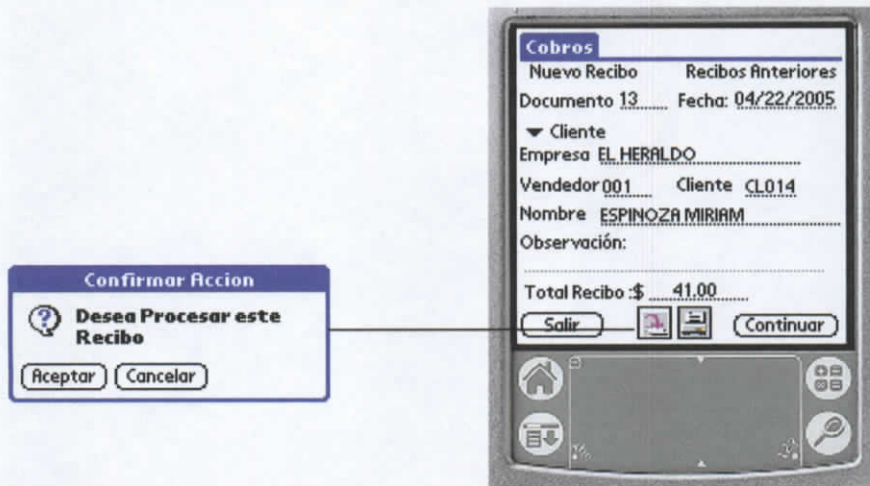 Cobros
Nuevo Recibo Recibos Anteriores
Documento 13 Fecha: 04/22/2005
Cliente
Empresa EL HERALDO
Vendedor 001 Cliente CL014
Nombre ESPINOZA MIRIAM
Observación:
Total Recibo :$ 41.00
Salir Continuar
Confirmar Accion
Desea Procesar este
Recibo
Aceptar Cancelar